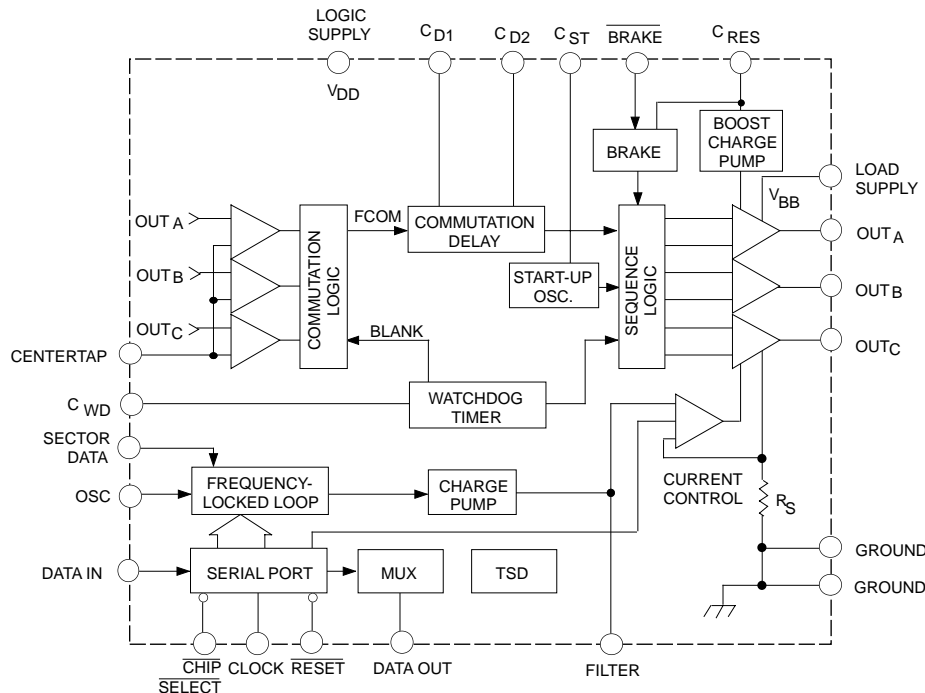 LOGIC
SUPPLY
C D1
C D2
C ST
BRAKE
C RES
V DD
BRAKE
BOOST
CHARGE
PUMP
LOAD
SUPPLY
V BB
OUT A
FCOM
COMMUTATION
DELAY
OUT A
COMMUTATION
LOGIC
SEQUENCE
LOGIC
OUT B
START-UP
OSC.
OUT B
OUT C
BLANK
OUT C
CENTERTAP
C WD
WATCHDOG
TIMER
SECTOR
DATA
FREQUENCY-
LOCKED LOOP
CHARGE
PUMP
CURRENT
CONTROL
R S
OSC
GROUND
DATA IN
SERIAL PORT
MUX
TSD
GROUND
CHIP
SELECT
CLOCK
RESET
DATA OUT
FILTER